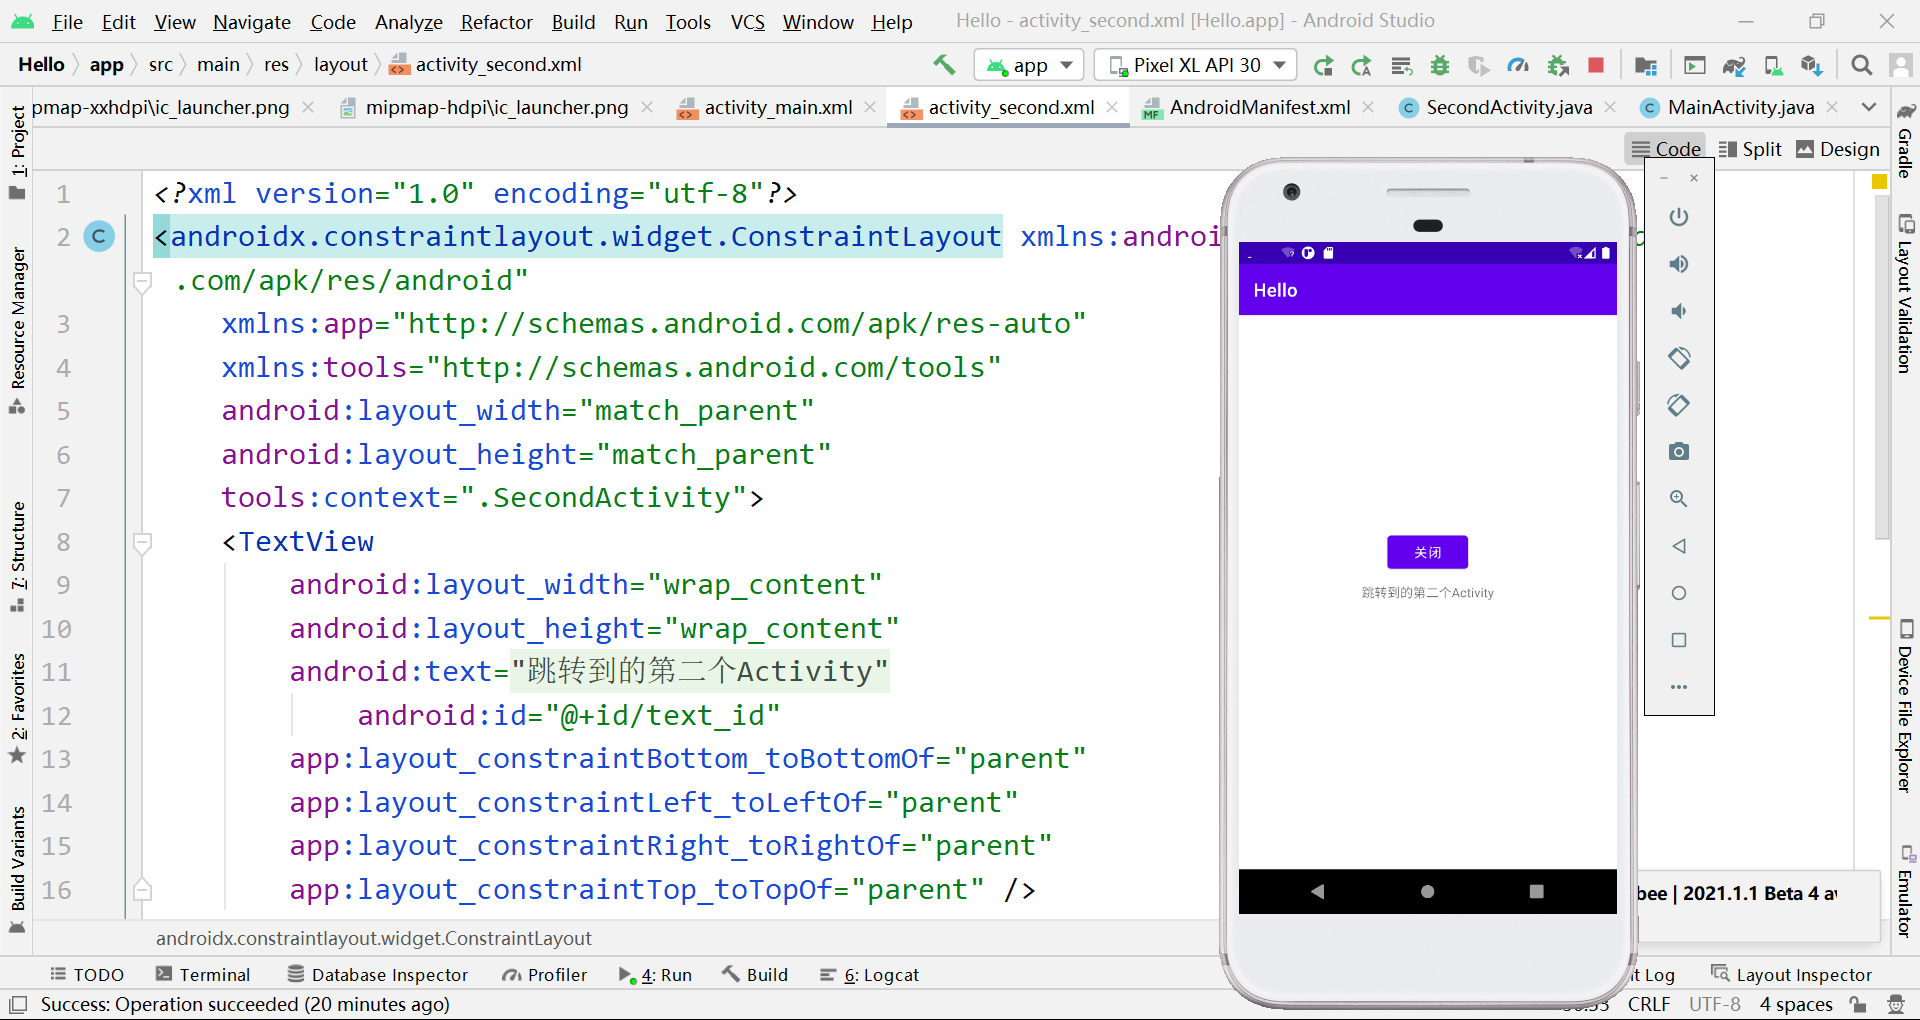 File Edit View Navigate Code Analyze Refactor Build Run Tools VCS Window Help Hello - activity_second.xml [Hello.app] - Android Studio
Hello app src main res layout activity_second.xml app Pixel XL API 30
pmap-xxhdpi\ic_launcher.png mipmap-hdpi\ic_launcher.png activity_main.xml activity_second.xml AndroidManifest.xml SecondActivity.java MainActivity.java
Code Split Design
1 <?xml version="1.0" encoding="utf-8"?>
2 <androidx.constraintlayout.widget.ConstraintLayout xmlns:androi
.com/apk/res/android"
3 xmlns:app="http://schemas.android.com/apk/res-auto"
4 xmlns:tools="http://schemas.android.com/tools"
5 android:layout_width="match_parent"
6 android:layout_height="match_parent"
7 tools:context=".SecondActivity">
8 <TextView
9 android:layout_width="wrap_content"
10 android:layout_height="wrap_content"
11 android:text="跳转到的第二个Activity"
12 android:id="@+id/text_id"
13 app:layout_constraintBottom_toBottomOf="parent"
14 app:layout_constraintLeft_toLeftOf="parent"
15 app:layout_constraintRight_toRightOf="parent"
16 app:layout_constraintTop_toTopOf="parent" />
androidx.constraintlayout.widget.ConstraintLayout
Hello
关闭
跳转到的第二个Activity
bee | 2021.1.1 Beta 4 av
1: Project
Resource Manager
7: Structure
2: Favorites
Build Variants
Gradle
Layout Validation
Device File Explorer
Emulator
TODO Terminal Database Inspector Profiler 4: Run Build 6: Logcat t Log Layout Inspector
Success: Operation succeeded (20 minutes ago) CRLF UTF-8 4 spaces